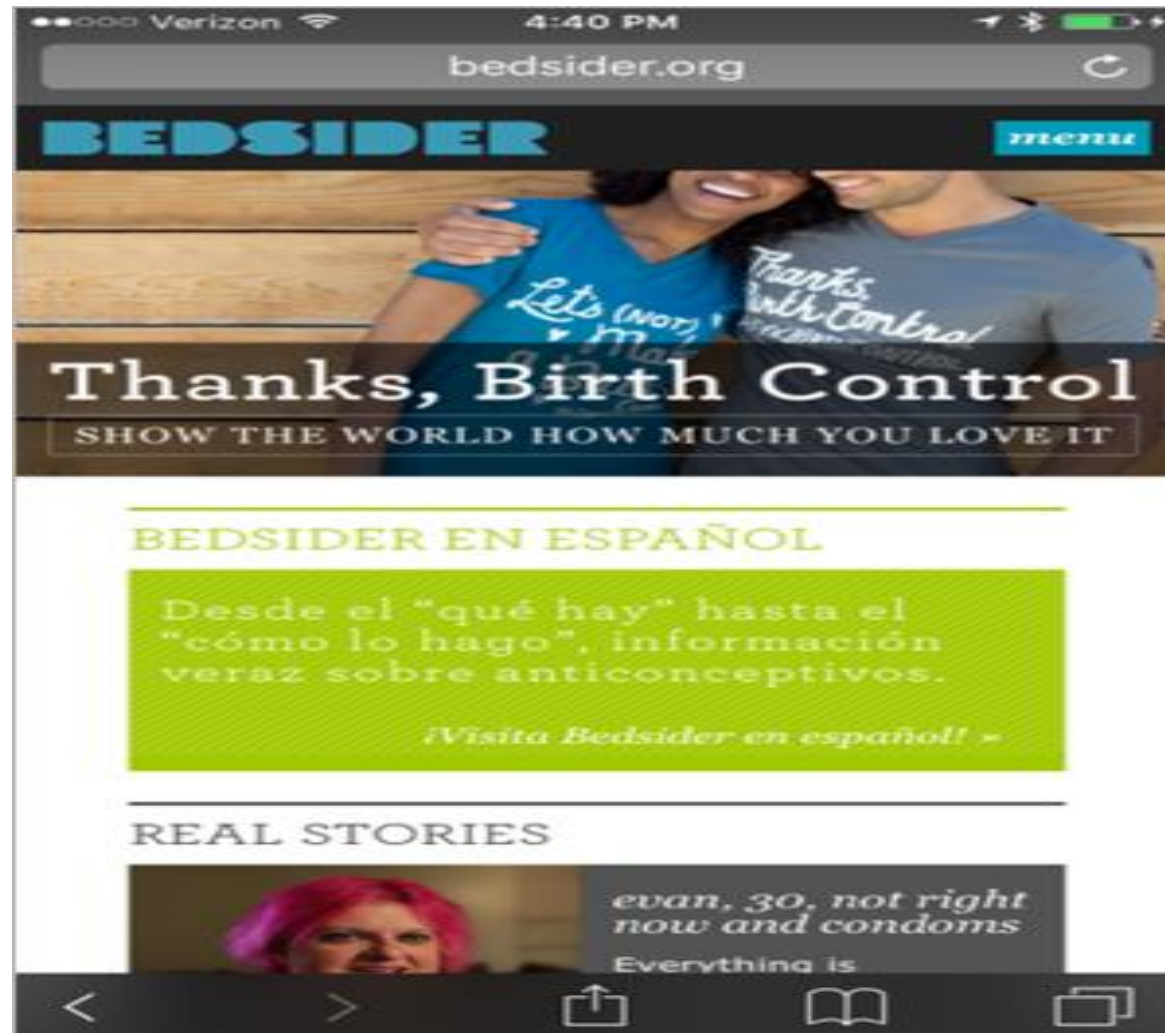 Verizon 4:40 PM
bedsider.org
BEDSIDER menu
Let's (NOT)
Thanks,
Birth Control
Thanks, Birth Control
SHOW THE WORLD HOW MUCH YOU LOVE IT
BEDSIDER EN ESPAÑOL
Desde el “qué hay” hasta el
“cómo lo hago”, información
veraz sobre anticonceptivos.
¡Visita Bedsider en español! »
REAL STORIES
evan, 30, not right
now and condoms
Everything is